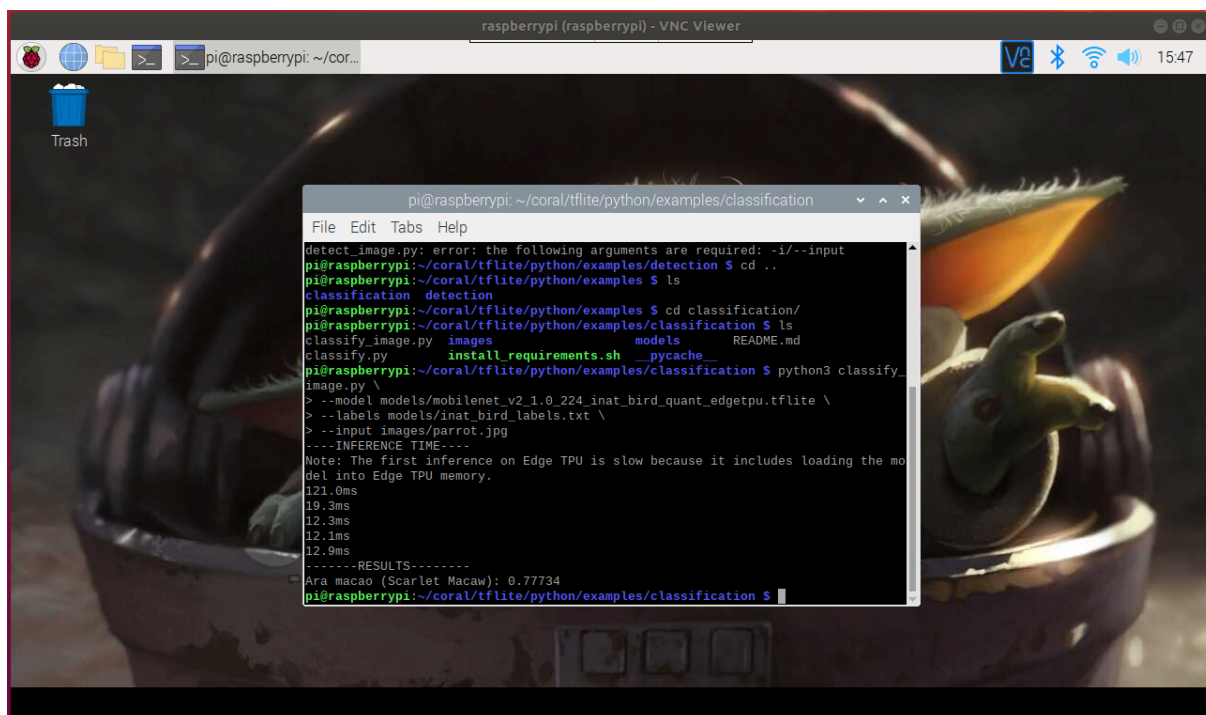 raspberrypi (raspberrypi) - VNC Viewer
pi@raspberrypi: ~/cor...
15:47
Trash
pi@raspberrypi: ~/coral/tflite/python/examples/classification
File Edit Tabs Help
detect_image.py: error: the following arguments are required: -i/--input
pi@raspberrypi:~/coral/tflite/python/examples/detection $ cd ..
pi@raspberrypi:~/coral/tflite/python/examples $ ls
classification detection
pi@raspberrypi:~/coral/tflite/python/examples $ cd classification/
pi@raspberrypi:~/coral/tflite/python/examples/classification $ ls
classify_image.py images models README.md
classify.py install_requirements.sh __pycache__
pi@raspberrypi:~/coral/tflite/python/examples/classification $ python3 classify_
image.py \
> --model models/mobilenet_v2_1.0_224_inat_bird_quant_edgetpu.tflite \
> --labels models/inat_bird_labels.txt \
> --input images/parrot.jpg
----INFERENCE TIME----
Note: The first inference on Edge TPU is slow because it includes loading the mo
del into Edge TPU memory.
121.0ms
19.3ms
12.3ms
12.1ms
12.9ms
-------RESULTS--------
Ara macao (Scarlet Macaw): 0.77734
pi@raspberrypi:~/coral/tflite/python/examples/classification $